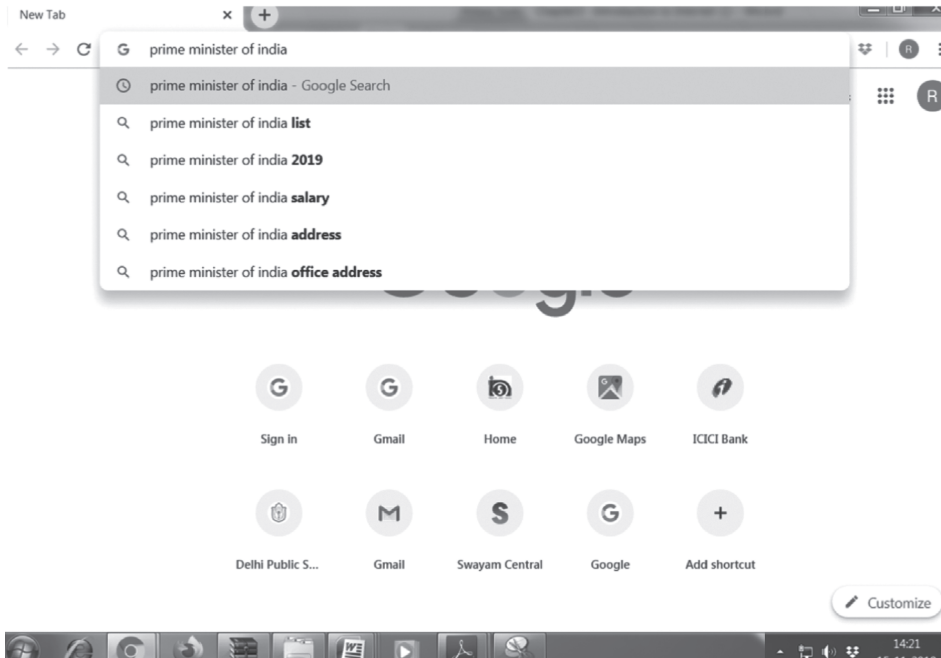 New Tab
prime minister of india
R
prime minister of india - Google Search
R
prime minister of india list
prime minister of india 2019
prime minister of india salary
prime minister of india address
prime minister of india office address
Sign in
Gmail
Home
Google Maps
ICICI Bank
Delhi Public S...
Gmail
Swayam Central
Google
Add shortcut
Customize
14:21